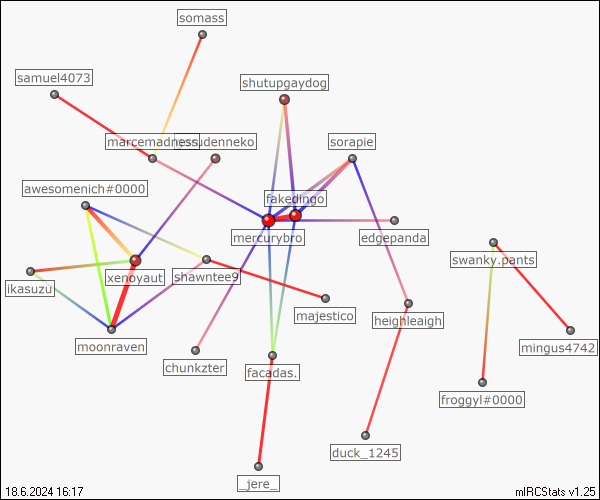 somass
samuel4073
shutupgaydog
marcemadness
sorapie
awesomenich#0000
fakedingo
mercurybro
edgepanda
swanky.pants
xenoyaut
shawntee9
ikasuzu
majestico
heighleaigh
moonraven
mingus4742
chunkzter
facadas.
froggyl#0000
duck_1245
_jere_
18.6.2024 16:17
mIRCStats v1.25